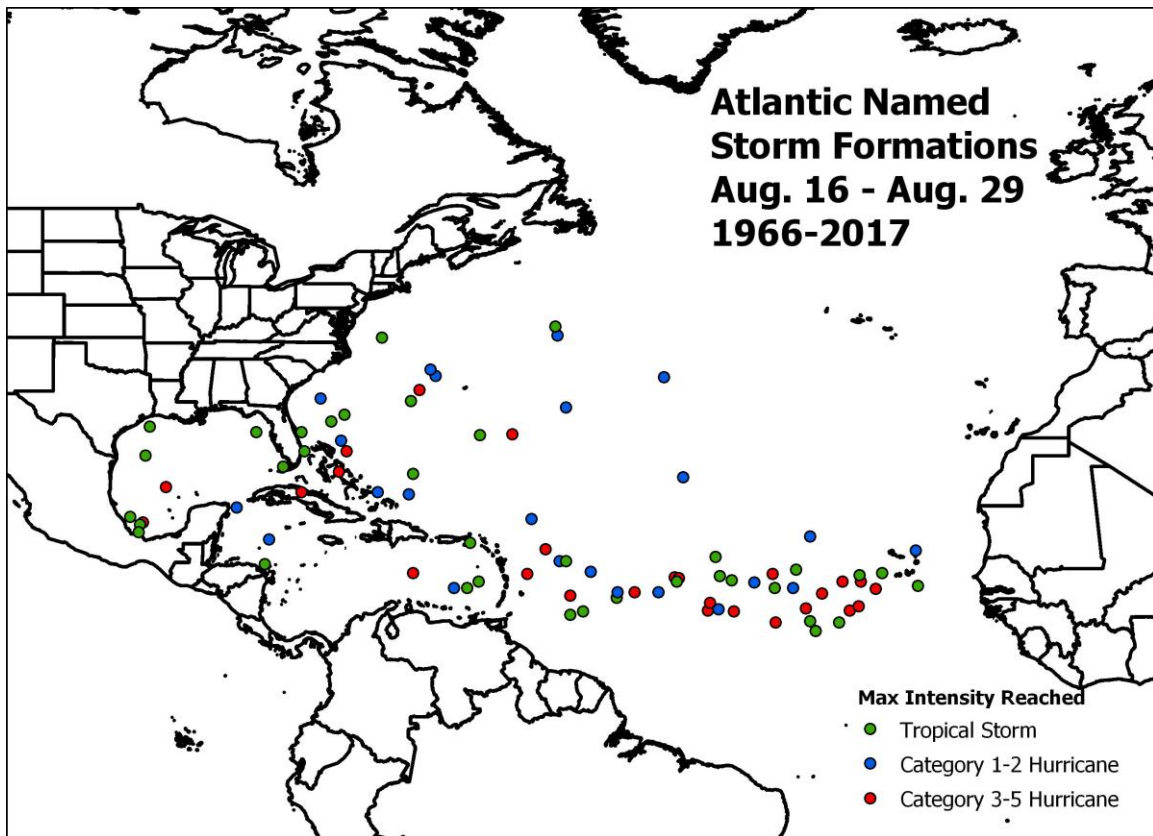 Atlantic Named
Storm Formations
Aug. 16 - Aug. 29
1966-2017
Max Intensity Reached
Tropical Storm
Category 1-2 Hurricane
Category 3-5 Hurricane